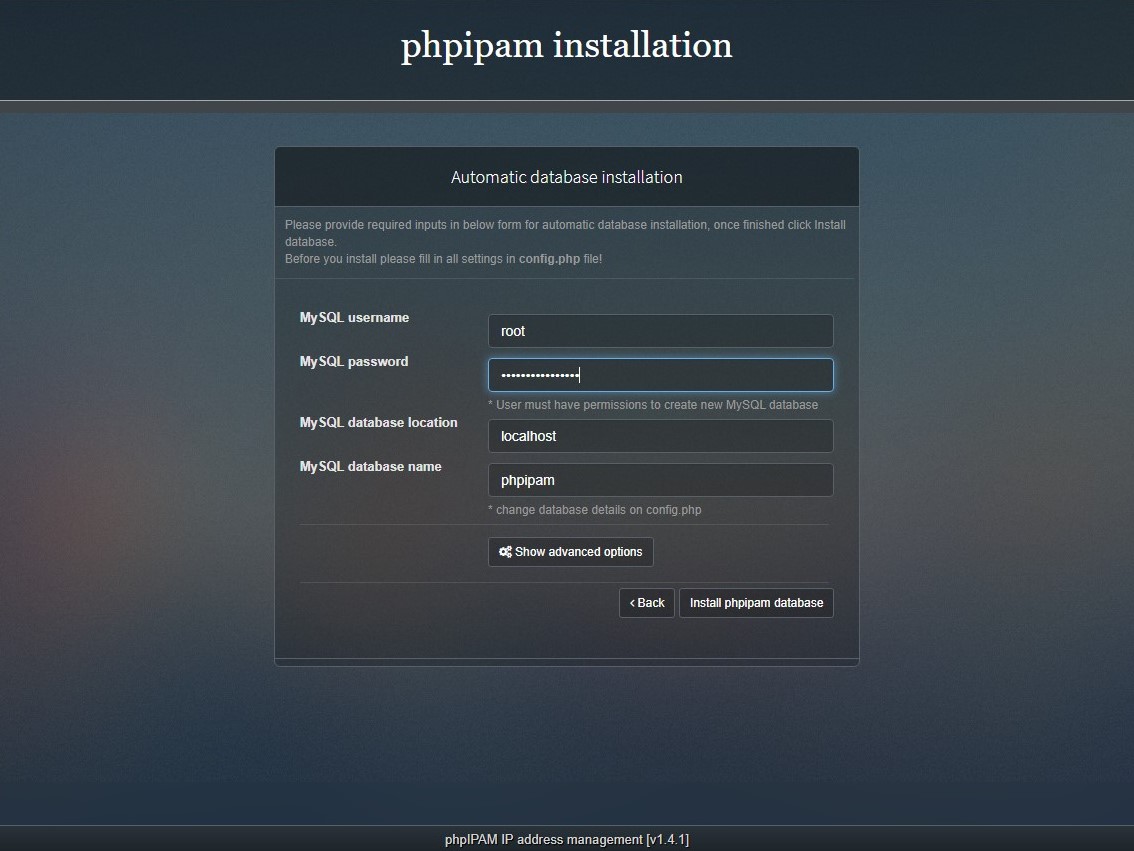 phpipam installation
Automatic database installation
Please provide required inputs in below form for automatic database installation, once finished click Install
database.
Before you install please fill in all settings in config.php file!
MySQL username
root
MySQL password
••••••••••••••••
* User must have permissions to create new MySQL database
MySQL database location
localhost
MySQL database name
phpipam
* change database details on config.php
Show advanced options
‹ Back
Install phpipam database
phpIPAM IP address management [v1.4.1]